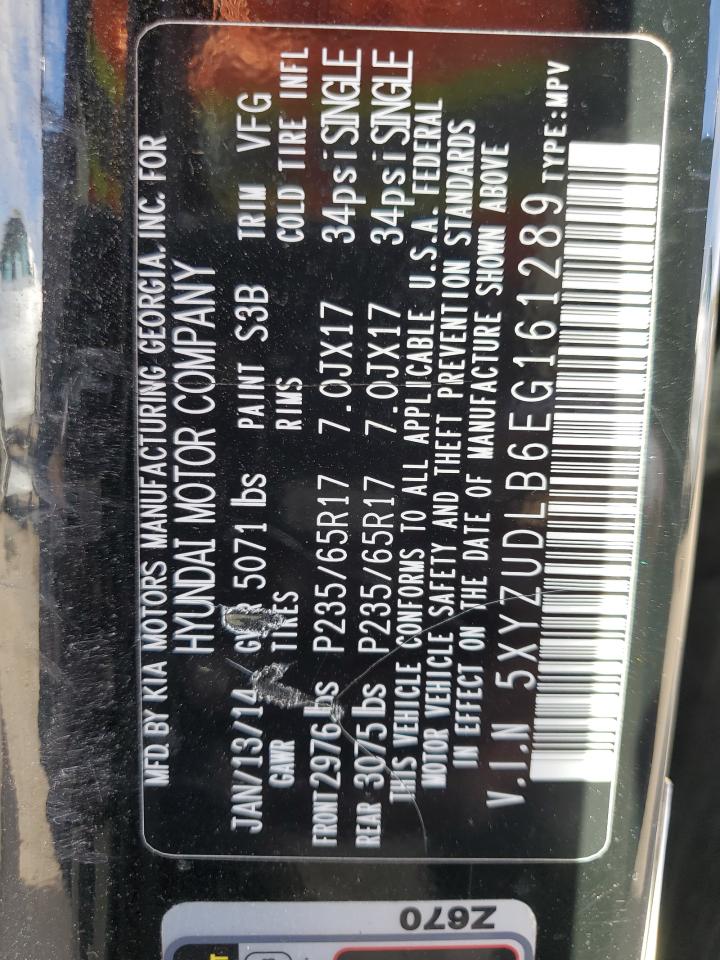 MFD. BY KIA MOTORS MANUFACTURING GEORGIA, INC. FOR
HYUNDAI MOTOR COMPANY
JAN/13/14 5071 lbs PAINT S3B TRIM VFG
GAWR TIRES RIMS COLD TIRE INFL
FRONT 2976 lbs P235/65R17 7.0JX17 34psi SINGLE
REAR 3075 lbs P235/65R17 7.0JX17 34psi SINGLE
THIS VEHICLE CONFORMS TO ALL APPLICABLE U.S.A. FEDERAL
MOTOR VEHICLE SAFETY AND THEFT PREVENTION STANDARDS
IN EFFECT ON THE DATE OF MANUFACTURE SHOWN ABOVE
V.I.N 5XYZUDLB6EG161289 TYPE:MPV
Z670